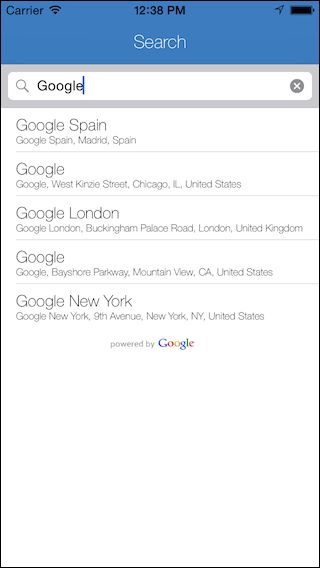 Carrier 12:38 PM
Search
Google
Google Spain
Google Spain, Madrid, Spain
Google
Google, West Kinzie Street, Chicago, IL, United States
Google London
Google London, Buckingham Palace Road, London, United Kingdom
Google
Google, Bayshore Parkway, Mountain View, CA, United States
Google New York
Google New York, 9th Avenue, New York, NY, United States
powered by Google